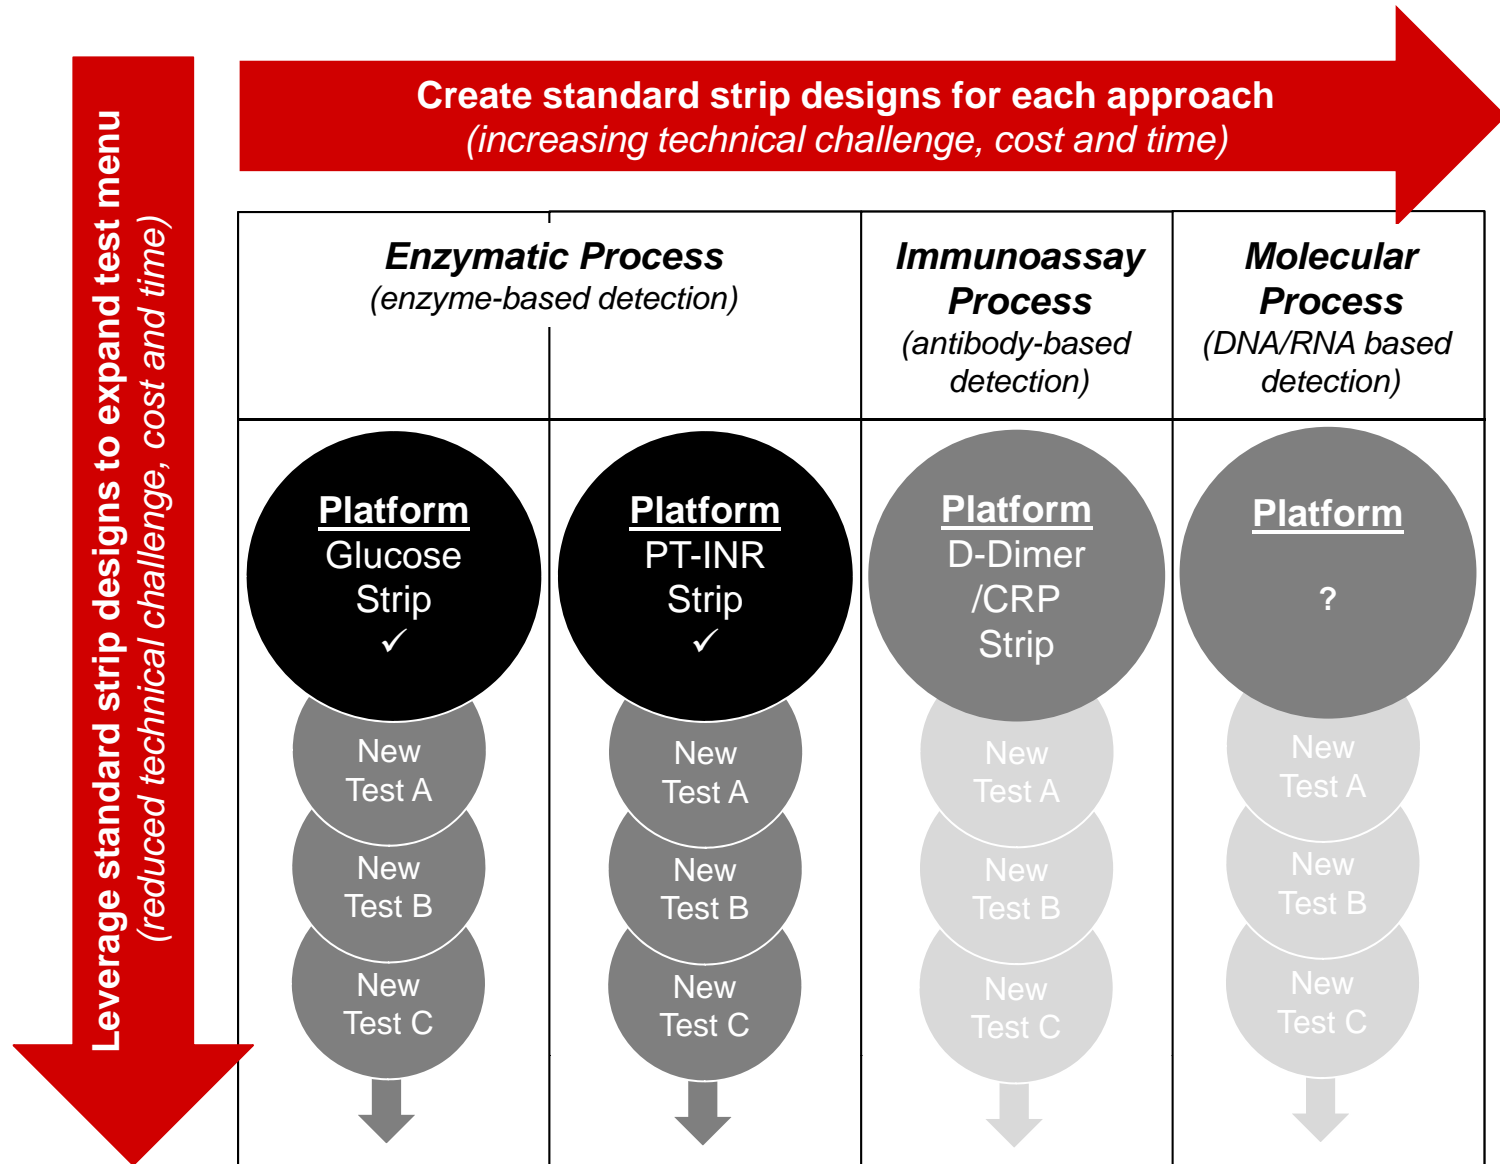 Create standard strip designs for each approach
(increasing technical challenge, cost and time)
Leverage standard strip designs to expand test menu
(reduced technical challenge, cost and time)
Enzymatic Process
(enzyme-based detection)
Immunoassay
Process
(antibody-based
detection)
Molecular
Process
(DNA/RNA based
detection)
Platform
Glucose
Strip
✓
New
Test A
New
Test B
New
Test C
Platform
PT-INR
Strip
✓
New
Test A
New
Test B
New
Test C
Platform
D-Dimer
/CRP
Strip
New
Test A
New
Test B
New
Test C
Platform
?
New
Test A
New
Test B
New
Test C